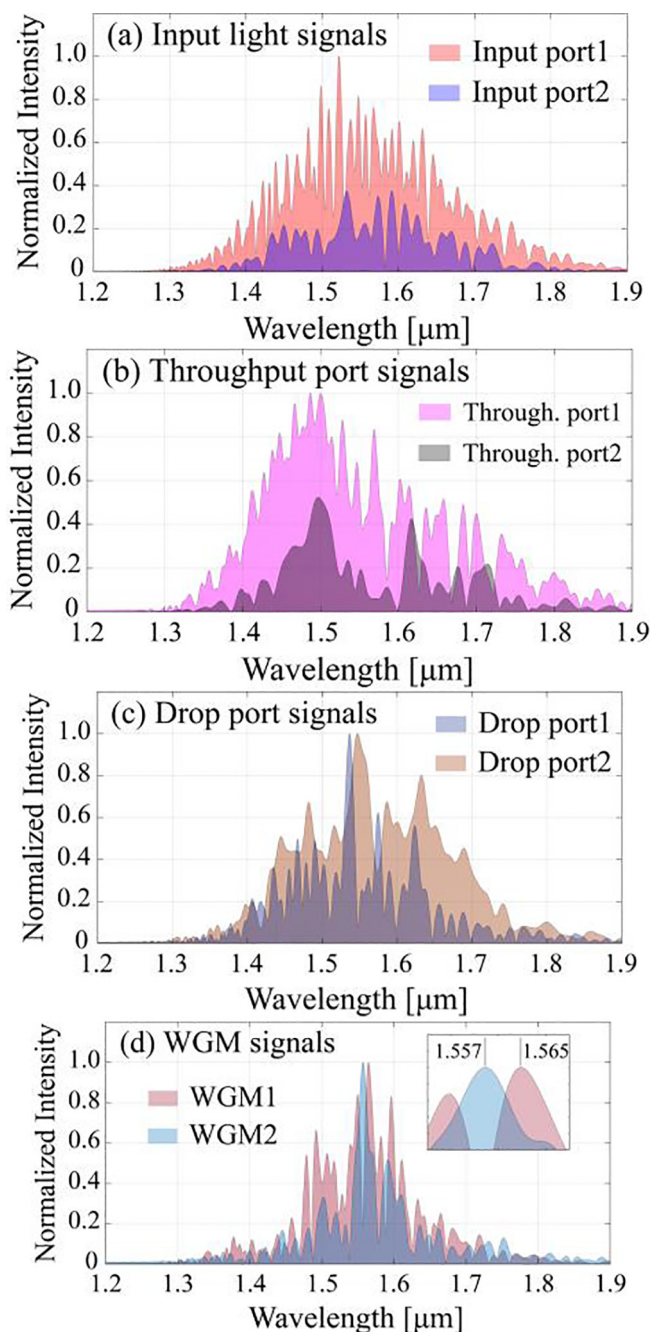 (a) Input light signals
Input port1
Input port2
Normalized Intensity
1.0
0.8
0.6
0.4
0.2
0
1.2 1.3 1.4 1.5 1.6 1.7 1.8 1.9
Wavelength [μm]
(b) Throughput port signals
Through. port1
Through. port2
Normalized Intensity
1.0
0.8
0.6
0.4
0.2
0
1.2 1.3 1.4 1.5 1.6 1.7 1.8 1.9
Wavelength [μm]
(c) Drop port signals
Drop port1
Drop port2
Normalized Intensity
1.0
0.8
0.6
0.4
0.2
0
1.2 1.3 1.4 1.5 1.6 1.7 1.8 1.9
Wavelength [μm]
(d) WGM signals
1.557 1.565
WGM1
WGM2
Normalized Intensity
1.0
0.8
0.6
0.4
0.2
0
1.2 1.3 1.4 1.5 1.6 1.7 1.8 1.9
Wavelength [μm]